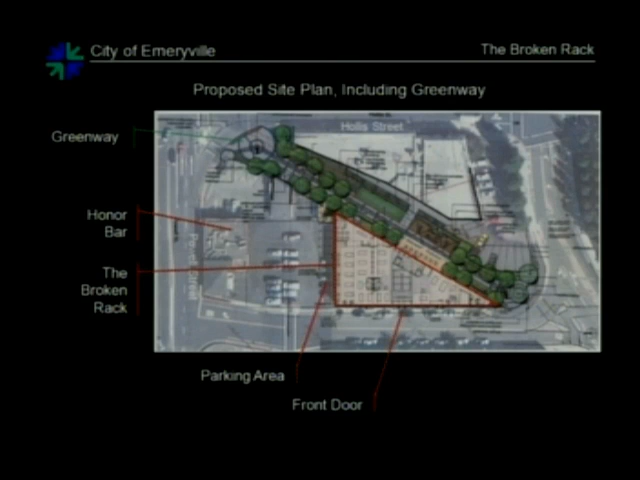 City of Emeryville
The Broken Rack
Proposed Site Plan, Including Greenway
Hollis Street
Greenway
Honor
Bar
The
Broken
Rack
Parking Area
Front Door